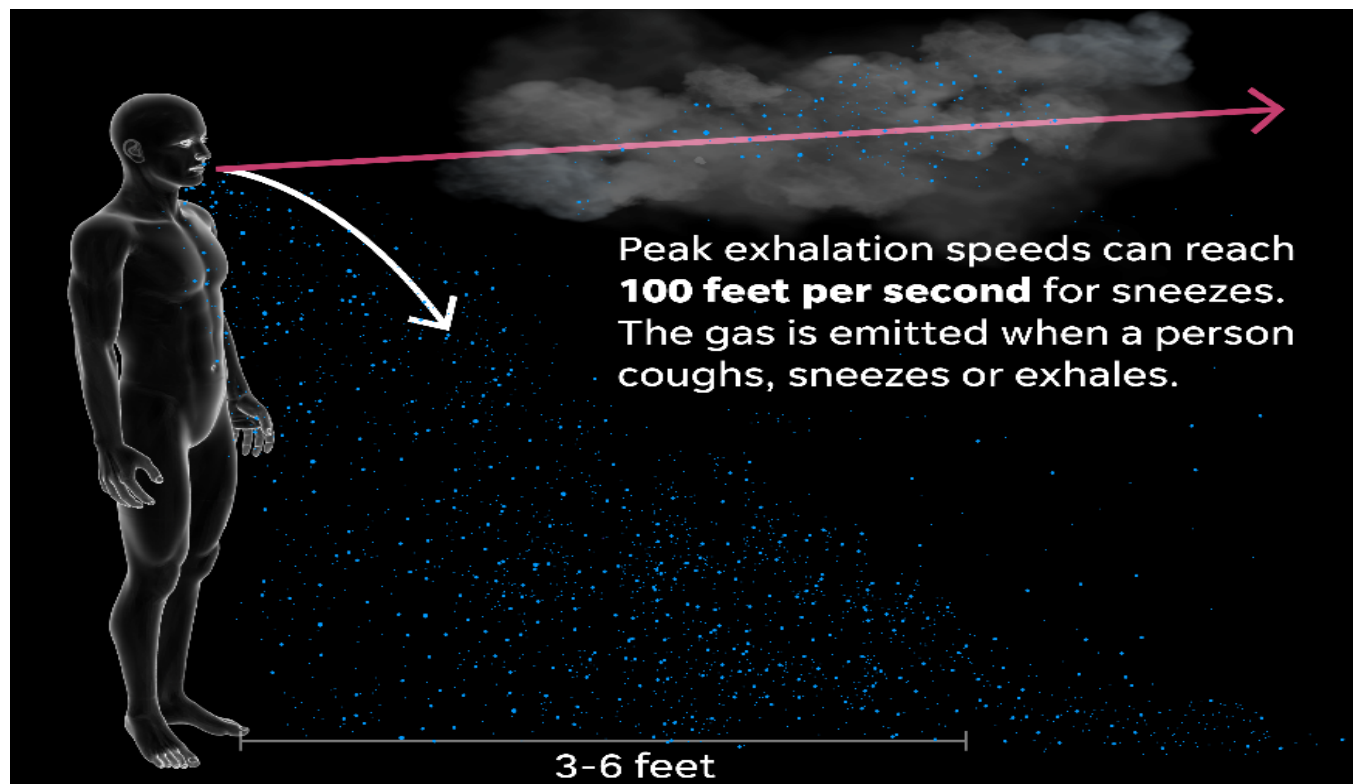 Peak exhalation speeds can reach
100 feet per second for sneezes.
The gas is emitted when a person
coughs, sneezes or exhales.
3-6 feet